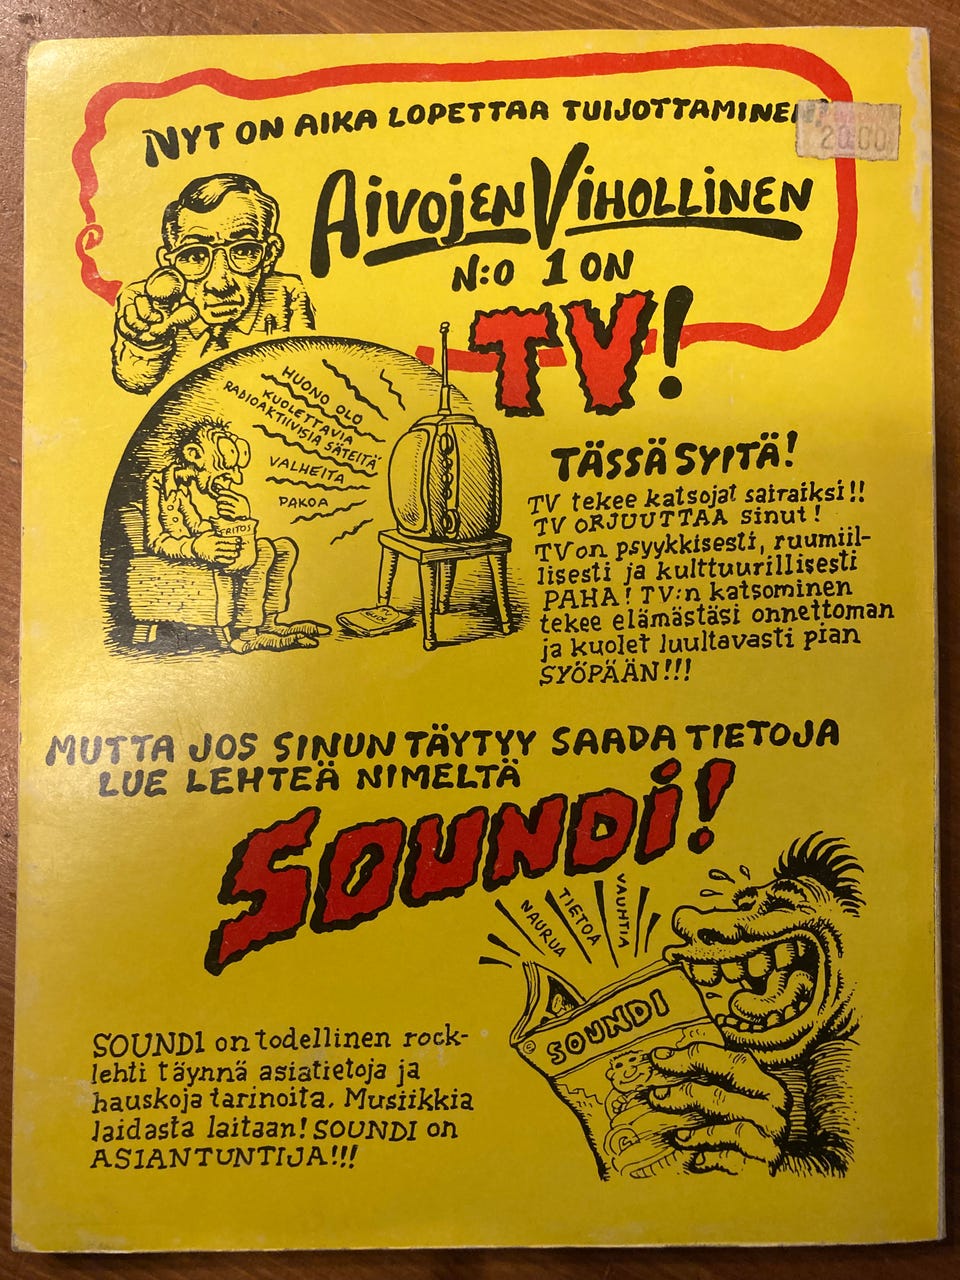 NYT ON AIKA LOPETTAA TUIJOTTAMINEN
20.00
AIVOJEN VIHOLLINEN
N:O 1 ON
TV!
HUONO OLO
KUOLETTAVIA
RADIOAKTIIVISIA SÄTEITÄ
VALHEITA
PAKOA
FRITOS
TÄSSÄ SYITÄ!
TV tekee katsojat sairaiksi!!
TV ORJUUTTAA sinut!
TV on psyykkisesti, ruumiil-
lisesti ja kulttuurillisesti
PAHA! TV:n katsominen
tekee elämästäsi onnettoman
ja kuolet luultavasti pian
SYÖPÄÄN!!!
MUTTA JOS SINUN TÄYTYY SAADA TIETOJA
LUE LEHTEÄ NIMELTÄ
SOUNDI!
NAURUA
TIETOA
VAUHTIA
SOUNDI
SOUNDI on todellinen rock-
lehti täynnä asiatietoja ja
hauskoja tarinoita. Musiikkia
laidasta laitaan! SOUNDI on
ASIANTUNTIJA!!!